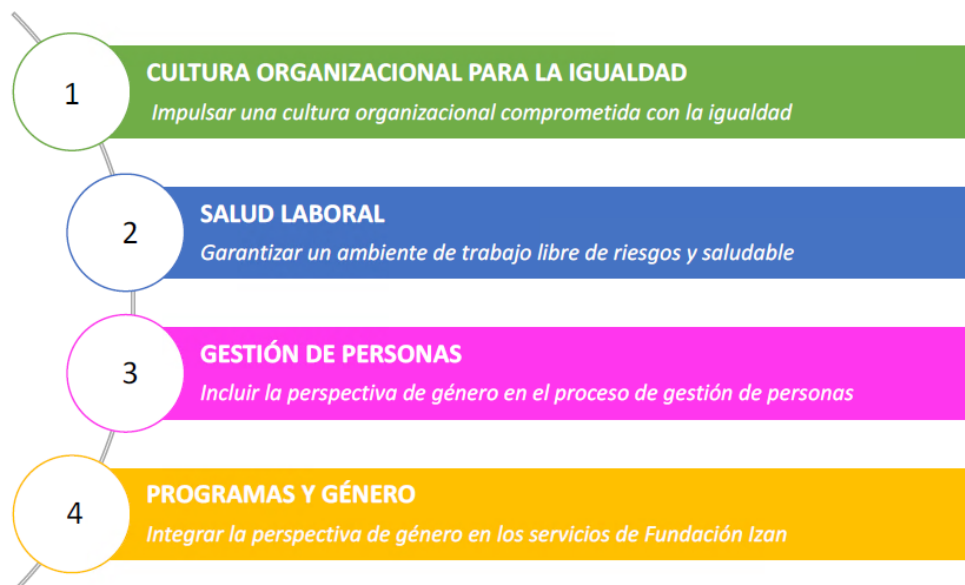 1
CULTURA ORGANIZACIONAL PARA LA IGUALDAD
Impulsar una cultura organizacional comprometida con la igualdad
2
SALUD LABORAL
Garantizar un ambiente de trabajo libre de riesgos y saludable
3
GESTIÓN DE PERSONAS
Incluir la perspectiva de género en el proceso de gestión de personas
4
PROGRAMAS Y GÉNERO
Integrar la perspectiva de género en los servicios de Fundación Izan